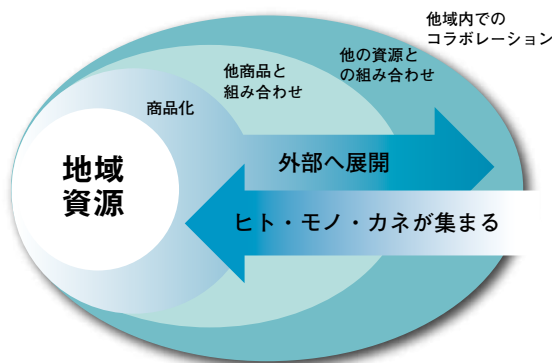 他域内での
コラボレーション
他の資源と
の組み合わせ
他商品と
組み合わせ
商品化
地域
資源
外部へ展開
ヒト・モノ・カネが集まる